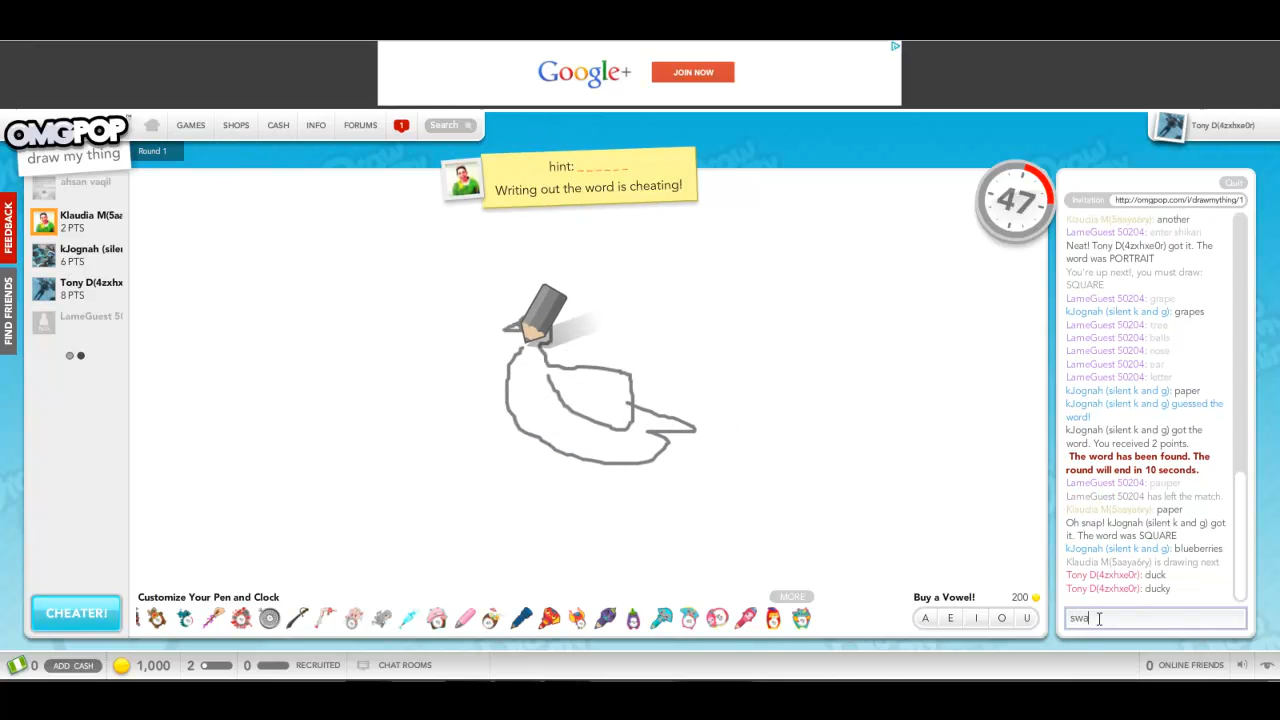 Google+ JOIN NOW
OMGPOP
draw my thing
GAMES SHOPS CASH INFO FORUMS 1 Search
Tony D(4zxhxe0r)
Round 1
hint: _ _ _ _ _ _
Writing out the word is cheating!
47
FEEDBACK
FIND FRIENDS
ahsan vaqil
Klaudia M(5aa
2 PTS
kJognah (siler
6 PTS
Tony D(4zxhx
8 PTS
LameGuest 50
Quit
Invitation http://omgpop.com/i/drawmything/1
Klaudia M(5aaya6ry): another
LameGuest 50204: enter shikari
Neat! Tony D(4zxhxe0r) got it. The
word was PORTRAIT
You're up next!, you must draw:
SQUARE
LameGuest 50204: grape
kJognah (silent k and g): grapes
LameGuest 50204: tree
LameGuest 50204: balls
LameGuest 50204: nose
LameGuest 50204: ear
LameGuest 50204: letter
kJognah (silent k and g): paper
kJognah (silent k and g) guessed the
word!
kJognah (silent k and g) got the
word. You received 2 points.
The word has been found. The
round will end in 10 seconds.
LameGuest 50204: pauper
LameGuest 50204 has left the match.
Klaudia M(5aaya6ry): paper
Oh snap! kJognah (silent k and g) got
it. The word was SQUARE
kJognah (silent k and g): blueberries
Klaudia M(5aaya6ry) is drawing next
Tony D(4zxhxe0r): duck
Tony D(4zxhxe0r): ducky
swa
CHEATER!
Customize Your Pen and Clock
MORE
Buy a Vowel! 200
A E I O U
0 ADD CASH 1,000 2 0 RECRUITED CHAT ROOMS
0 ONLINE FRIENDS